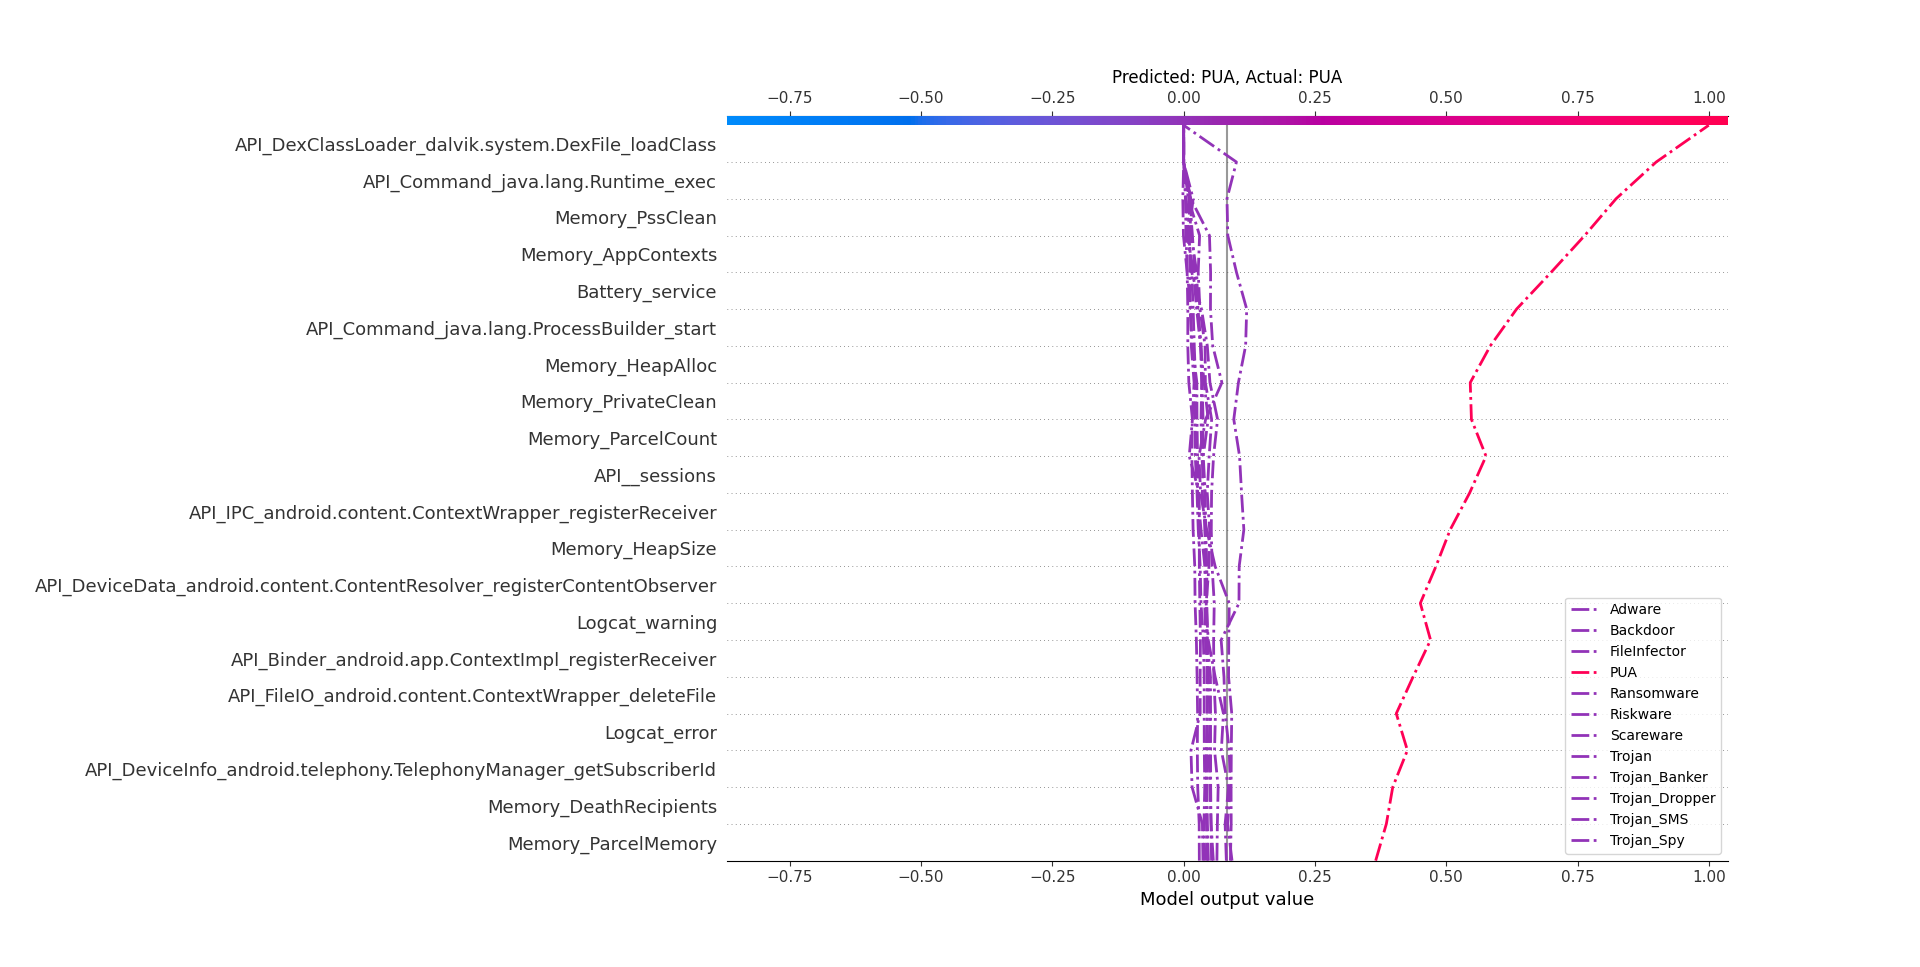 Predicted: PUA, Actual: PUA
−0.75 −0.50 −0.25 0.00 0.25 0.50 0.75 1.00
API_DexClassLoader_dalvik.system.DexFile_loadClass
API_Command_java.lang.Runtime_exec
Memory_PssClean
Memory_AppContexts
Battery_service
API_Command_java.lang.ProcessBuilder_start
Memory_HeapAlloc
Memory_PrivateClean
Memory_ParcelCount
API__sessions
API_IPC_android.content.ContextWrapper_registerReceiver
Memory_HeapSize
API_DeviceData_android.content.ContentResolver_registerContentObserver
Logcat_warning
API_Binder_android.app.ContextImpl_registerReceiver
API_FileIO_android.content.ContextWrapper_deleteFile
Logcat_error
API_DeviceInfo_android.telephony.TelephonyManager_getSubscriberId
Memory_DeathRecipients
Memory_ParcelMemory
Adware
Backdoor
FileInfector
PUA
Ransomware
Riskware
Scareware
Trojan
Trojan_Banker
Trojan_Dropper
Trojan_SMS
Trojan_Spy
−0.75 −0.50 −0.25 0.00 0.25 0.50 0.75 1.00
Model output value